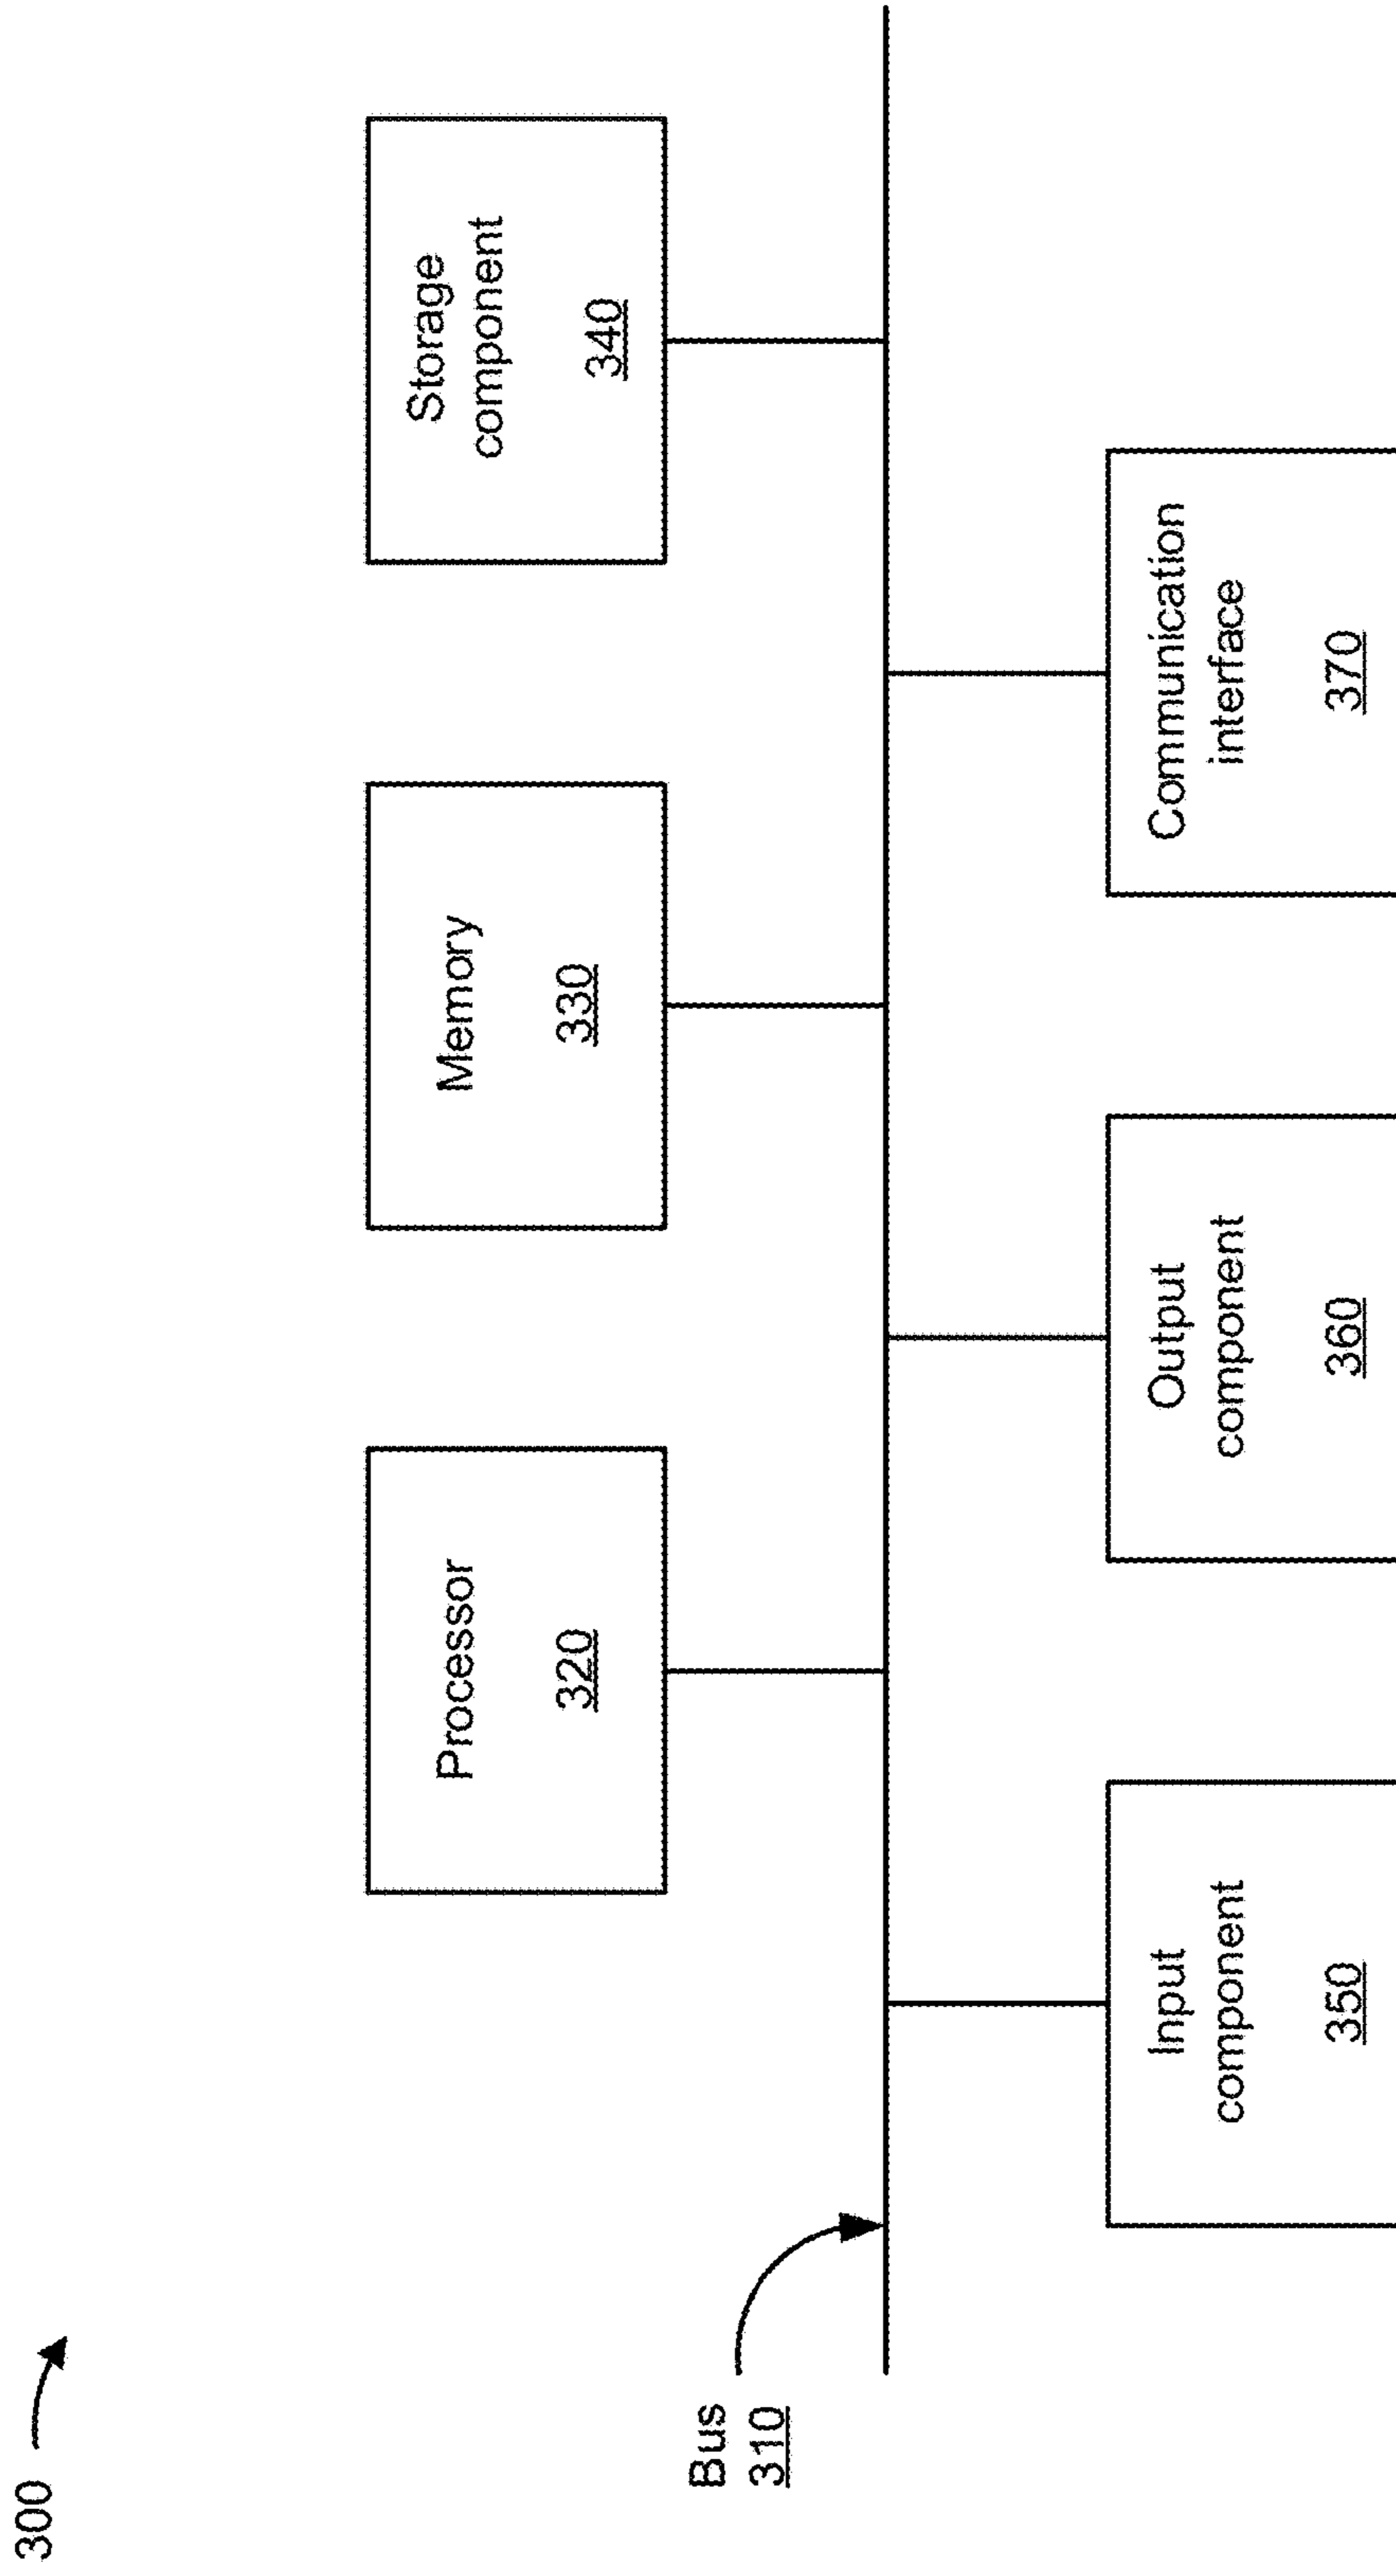 300
Processor
320
Memory
330
Storage
component
340
Bus
310
Input
component
350
Output
component
360
Communication
interface
370